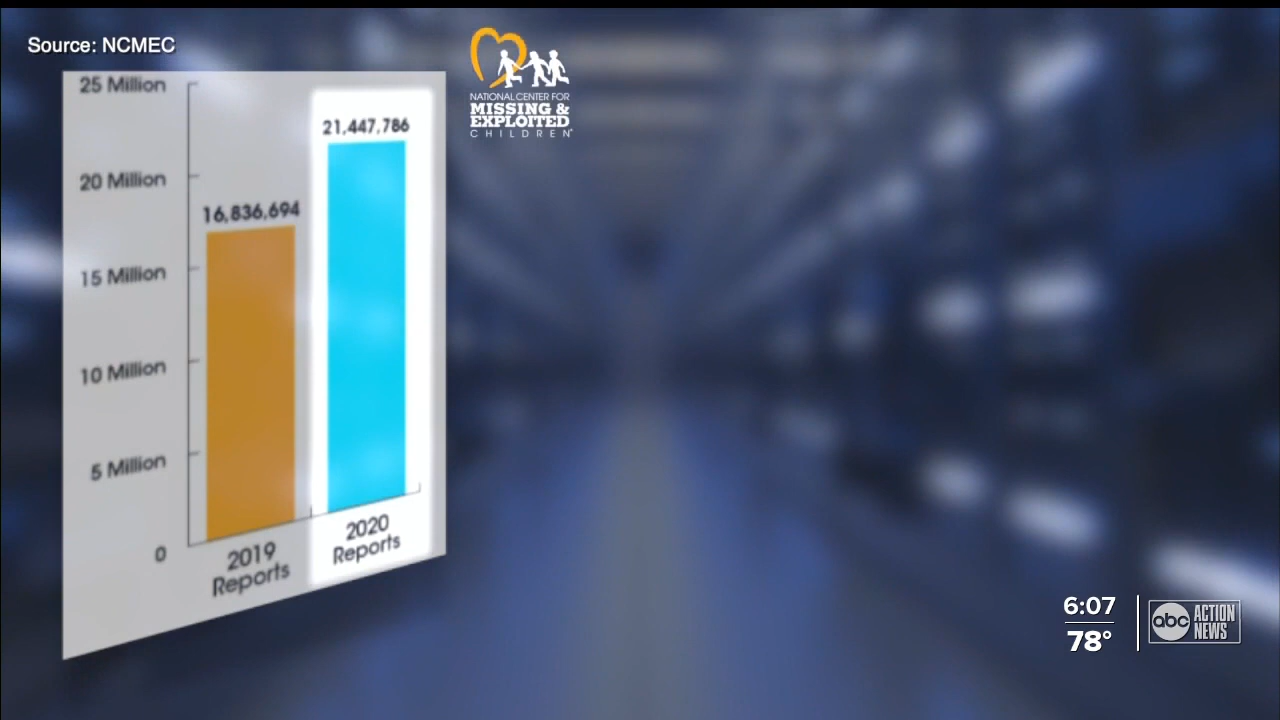 Source: NCMEC
25 Million
20 Million
15 Million
10 Million
5 Million
0
16,836,694
21,447,786
2019
Reports
2020
Reports
NATIONAL CENTER FOR
MISSING &
EXPLOITED
CHILDREN®
6:07
78°
abc
ACTION
NEWS